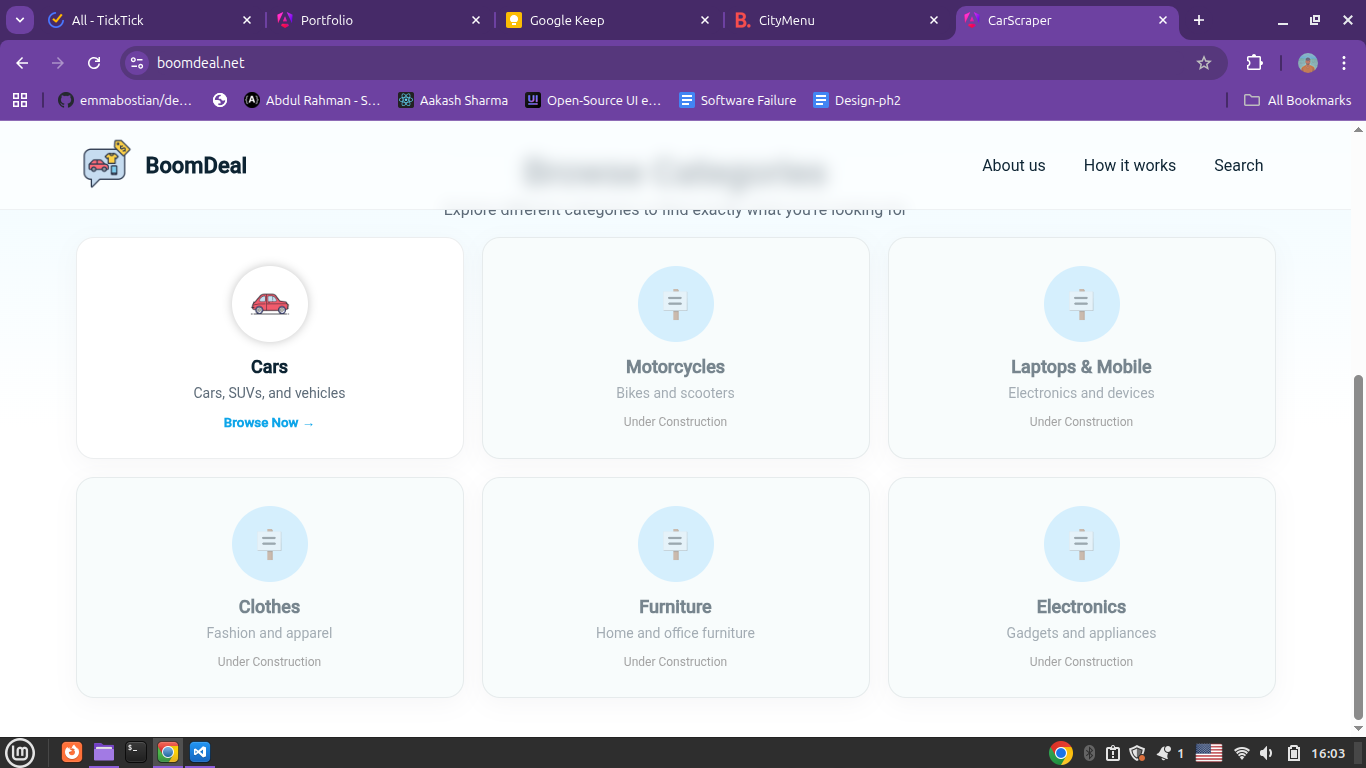 All - TickTick
Portfolio
Google Keep
CityMenu
CarScraper
boomdeal.net
emmabostian/de...
Abdul Rahman - S...
Aakash Sharma
Open-Source UI e...
Software Failure
Design-ph2
All Bookmarks
BoomDeal
Browse Categories
About us
How it works
Search
Explore different categories to find exactly what you're looking for
Cars
Cars, SUVs, and vehicles
Browse Now →
Motorcycles
Bikes and scooters
Under Construction
Laptops & Mobile
Electronics and devices
Under Construction
Clothes
Fashion and apparel
Under Construction
Furniture
Home and office furniture
Under Construction
Electronics
Gadgets and appliances
Under Construction
1
16:03